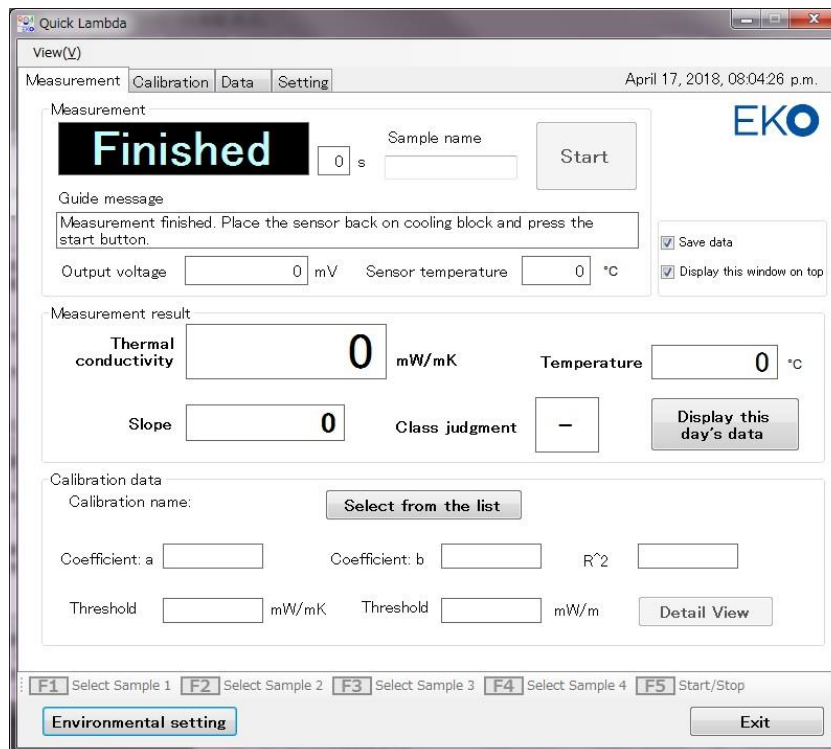 Quick Lambda
View(V)
Measurement Calibration Data Setting April 17, 2018, 08:04:26 p.m.
Measurement
EKO
Finished 0 s Sample name Start
Guide message
Measurement finished. Place the sensor back on cooling block and press the
start button.
Save data
Output voltage 0 mV Sensor temperature 0 °C Display this window on top
Measurement result
Thermal
conductivity 0 mW/mK Temperature 0 °C
Slope 0 Class judgment − Display this
day's data
Calibration data
Calibration name: Select from the list
Coefficient: a Coefficient: b R^2
Threshold mW/mK Threshold mW/m Detail View
F1 Select Sample 1 F2 Select Sample 2 F3 Select Sample 3 F4 Select Sample 4 F5 Start/Stop
Environmental setting Exit